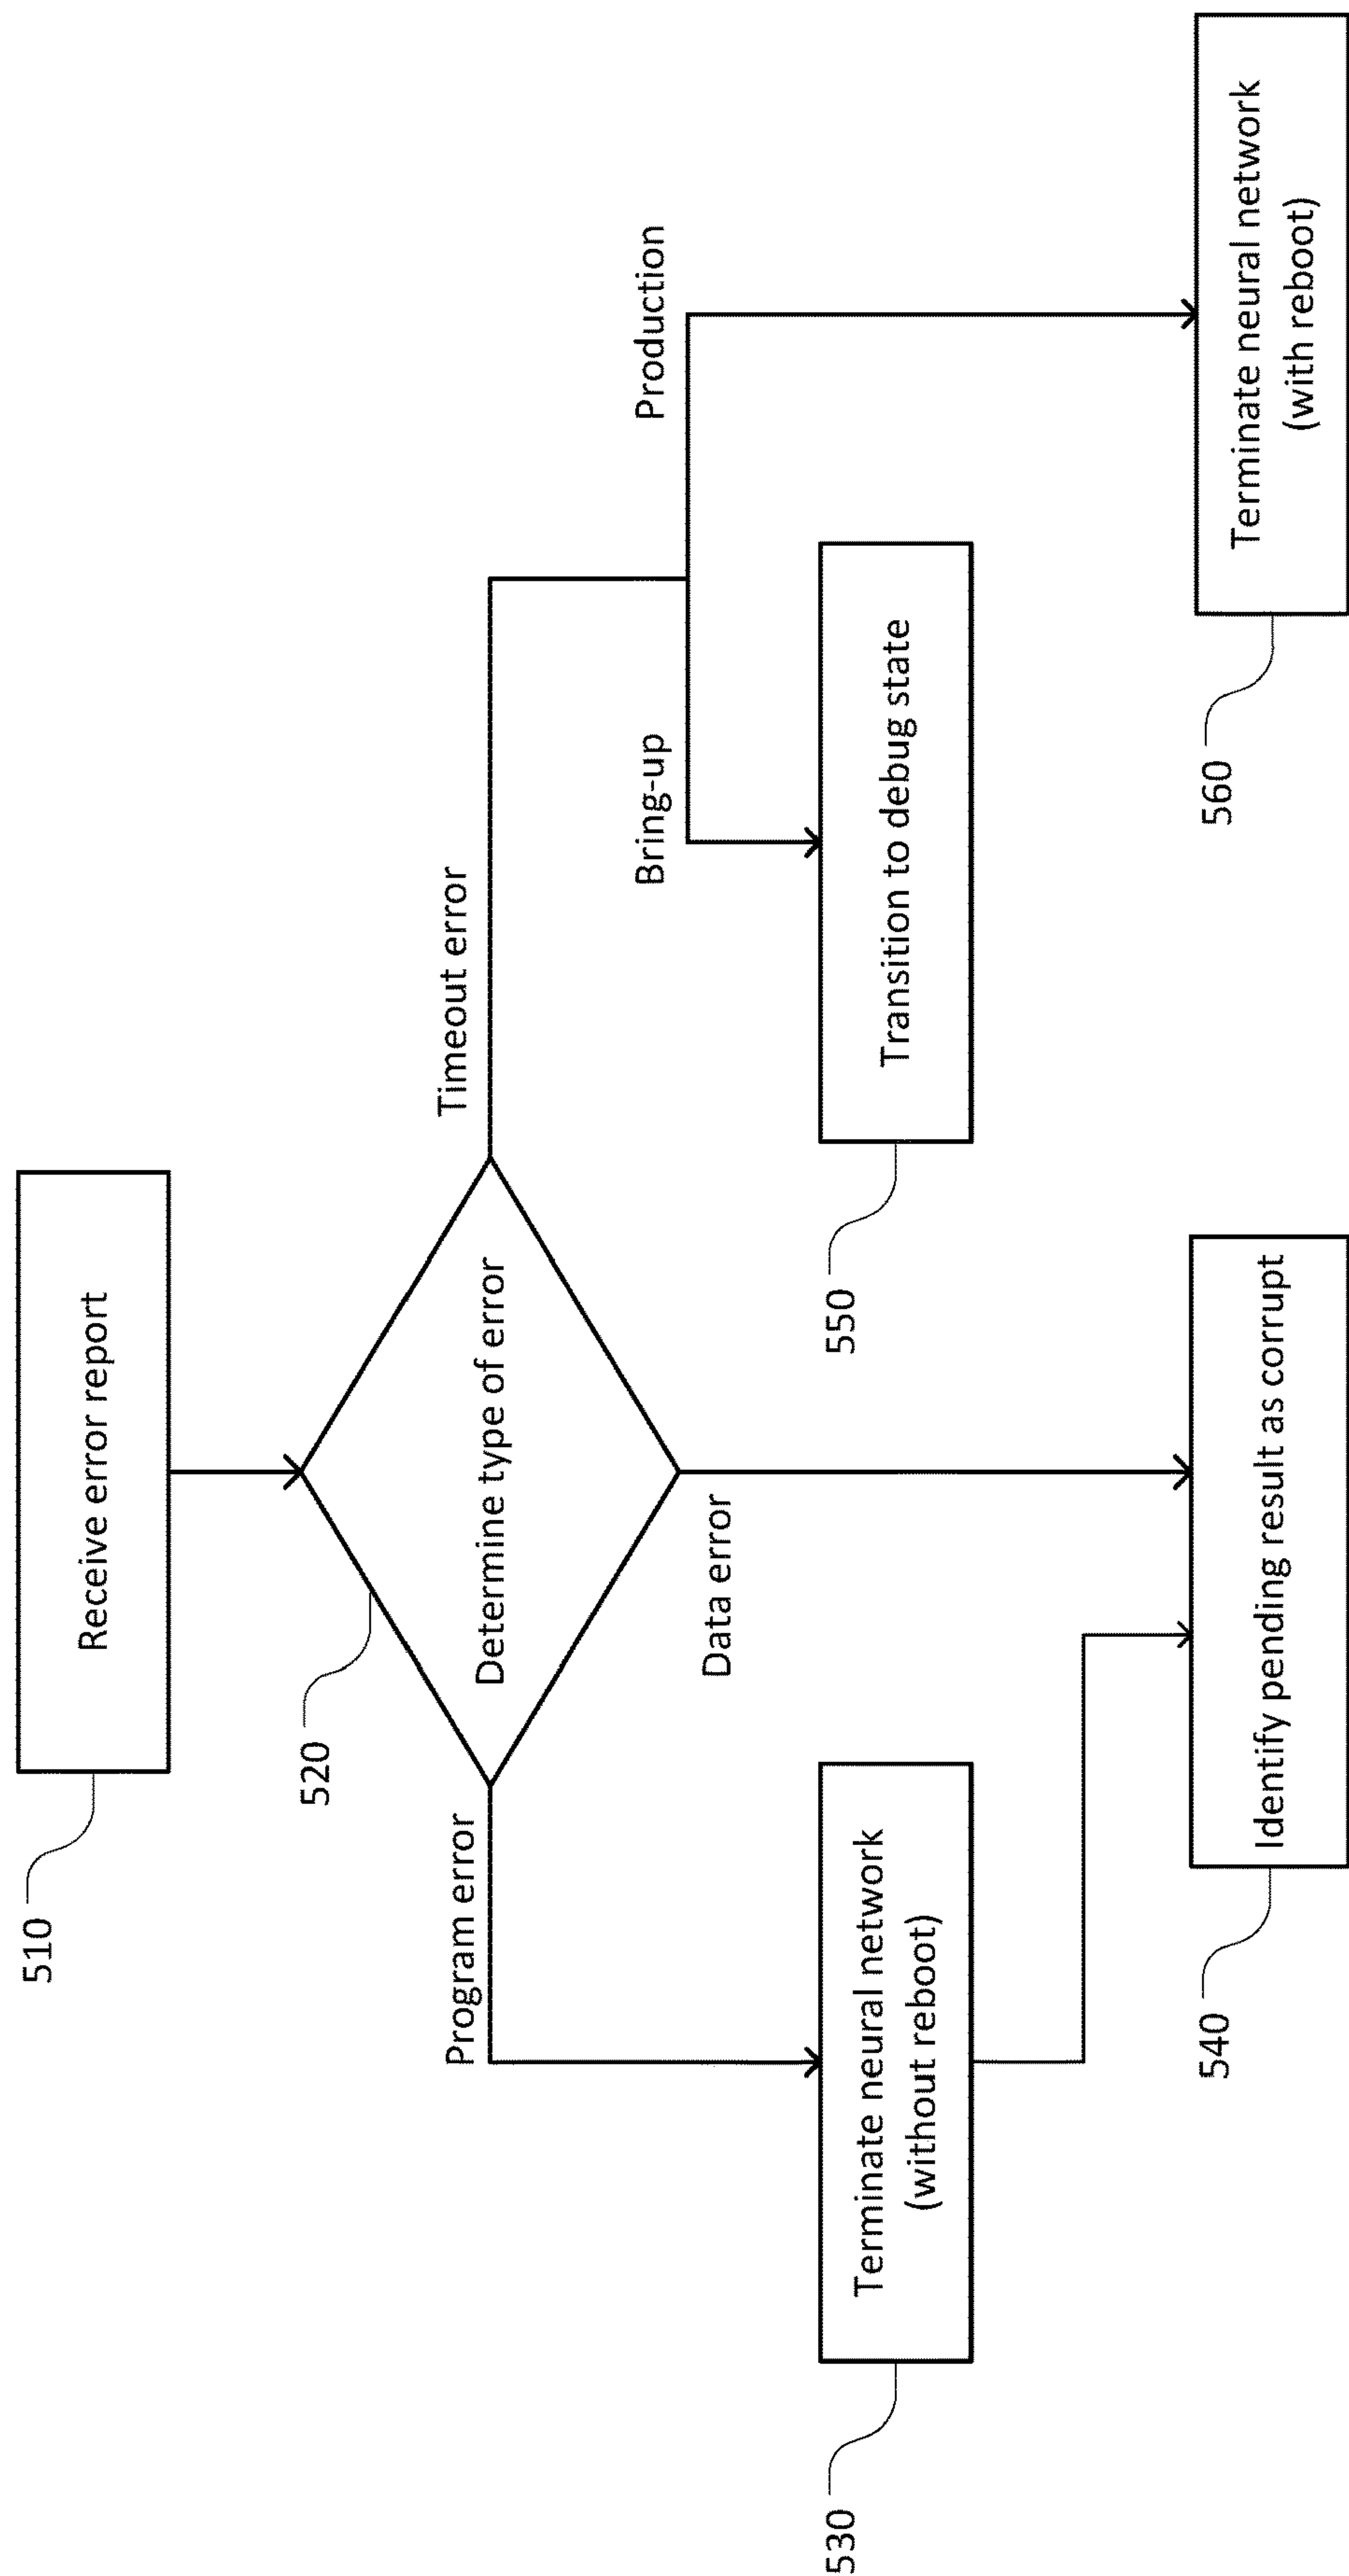 510
Receive error report
520
Determine type of error
Program error
Timeout error
Data error
Bring-up
Production
530
Terminate neural network
(without reboot)
550
Transition to debug state
540
Identify pending result as corrupt
560
Terminate neural network
(with reboot)